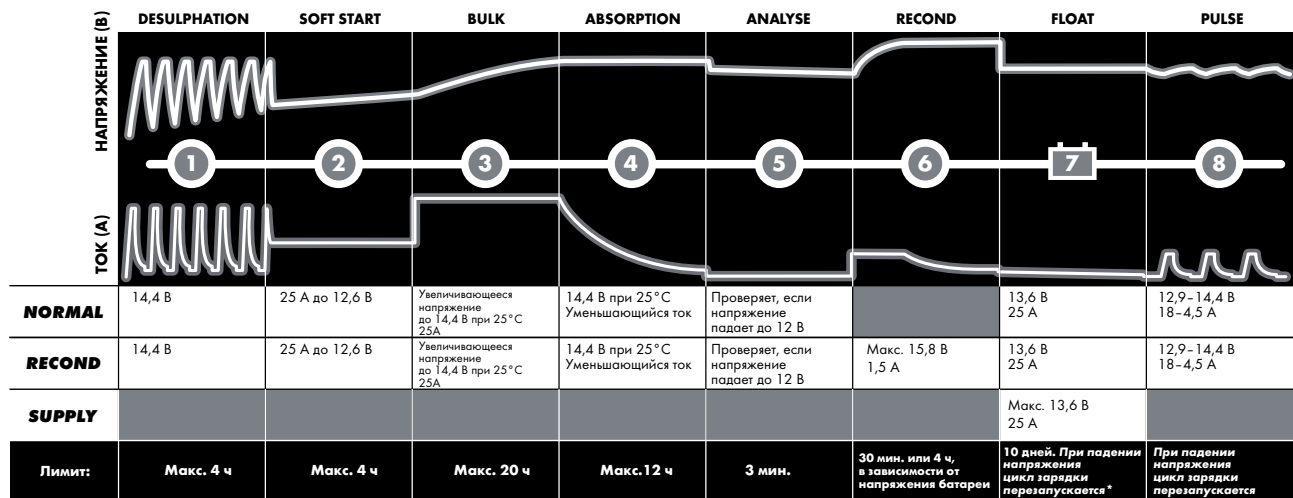 DESULPHATION SOFT START BULK ABSORPTION ANALYSE RECOND FLOAT PULSE
НАПРЯЖЕНИЕ (В)
1 2 3 4 5 6 7 8
ТОК (А)
NORMAL
14,4 В
25 А до 12,6 В
Увеличивающееся
напряжение
до 14,4 В при 25°C
25А
14,4 В при 25°C
Уменьшающийся ток
Проверяет, если
напряжение
падает до 12 В
13,6 В
25 А
12,9–14,4 В
18–4,5 А
RECOND
14,4 В
25 А до 12,6 В
Увеличивающееся
напряжение
до 14,4 В при 25°C
25А
14,4 В при 25°C
Уменьшающийся ток
Проверяет, если
напряжение
падает до 12 В
Макс. 15,8 В
1,5 А
13,6 В
25 А
12,9–14,4 В
18–4,5 А
SUPPLY
Макс. 13,6 В
25 А
Лимит:
Макс. 4 ч
Макс. 4 ч
Макс. 20 ч
Макс.12 ч
3 мин.
30 мин. или 4 ч,
в зависимости от
напряжения батареи
10 дней. При падении
напряжения
цикл зарядки
перезапускается*
При падении
напряжения
цикл зарядки
перезапускается